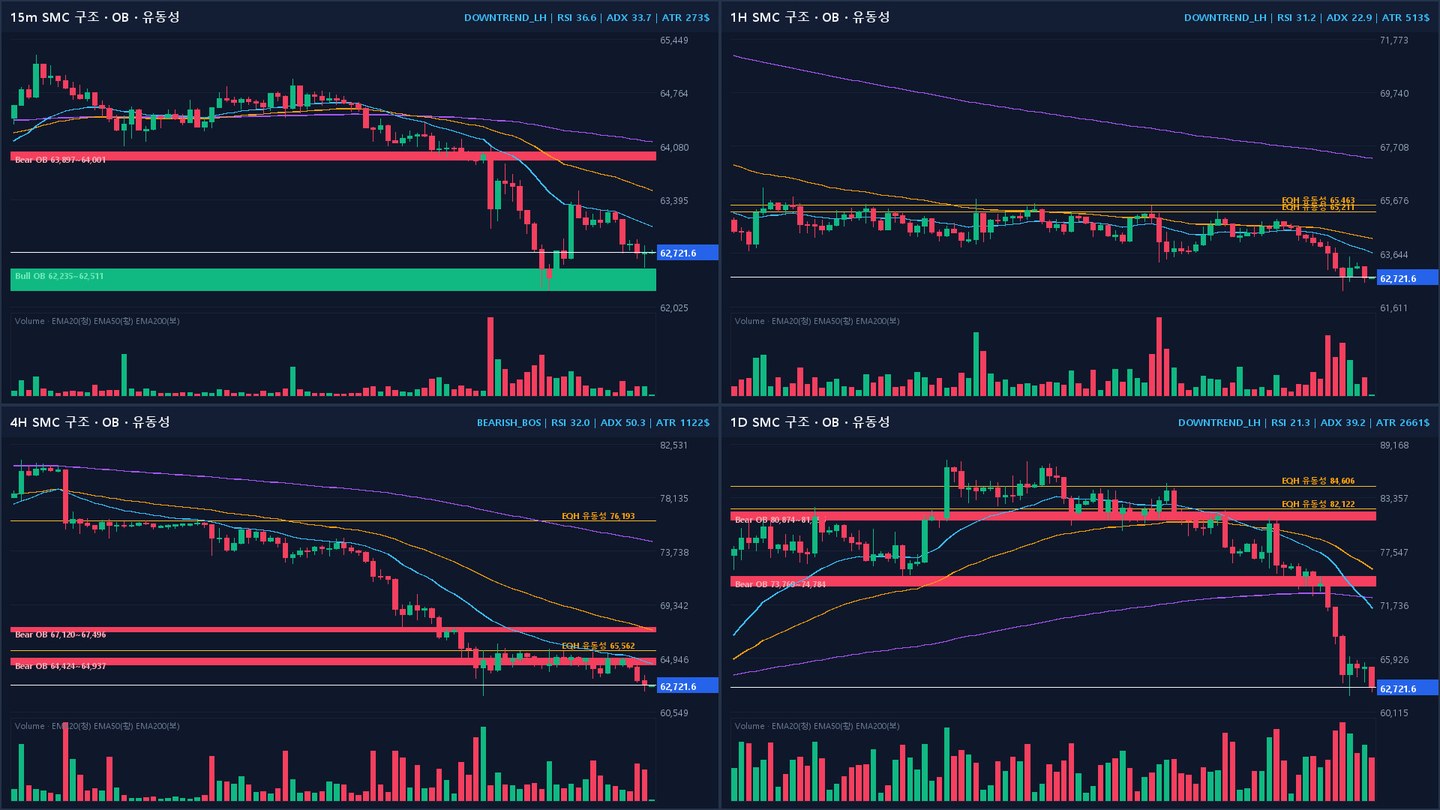 15m SMC 구조 · OB · 유동성
DOWNTREND_LH | RSI 36.6 | ADX 33.7 | ATR 273$
65,449
64,764
64,080
63,395
62,721.6
62,025
Bear OB 63,897~64,001
Bull OB 62,235~62,511
Volume · EMA20(청) EMA50(황) EMA200(보)
1H SMC 구조 · OB · 유동성
DOWNTREND_LH | RSI 31.2 | ADX 22.9 | ATR 513$
71,773
69,740
67,708
65,676
63,644
62,721.6
61,611
EQH 유동성 65,463
EQH 유동성 65,211
Volume · EMA20(청) EMA50(황) EMA200(보)
4H SMC 구조 · OB · 유동성
BEARISH_BOS | RSI 32.0 | ADX 50.3 | ATR 1122$
82,531
78,135
73,738
69,342
64,946
62,721.6
60,549
EQH 유동성 76,193
Bear OB 67,120~67,496
EQH 유동성 65,562
Bear OB 64,424~64,937
Volume · EMA20(청) EMA50(황) EMA200(보)
1D SMC 구조 · OB · 유동성
DOWNTREND_LH | RSI 21.3 | ADX 39.2 | ATR 2661$
89,168
83,357
77,547
71,736
65,926
62,721.6
60,115
EQH 유동성 84,606
EQH 유동성 82,122
Bear OB 80,874~81,
Bear OB 73,760~74,784
Volume · EMA20(청) EMA50(황) EMA200(보)